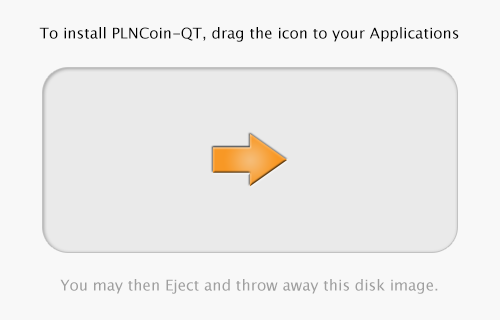 To install PLNCoin-QT, drag the icon to your Applications
You may then Eject and throw away this disk image.